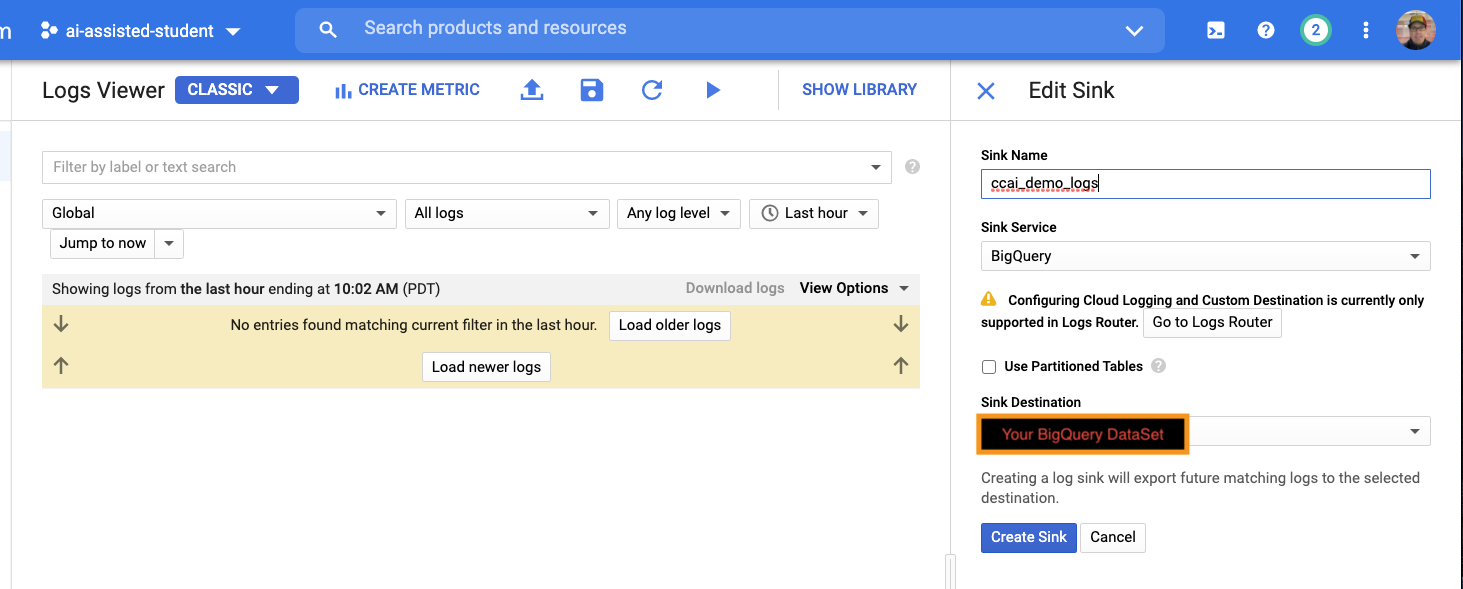 m
ai-assisted-student
Search products and resources
2
Logs Viewer
CLASSIC
CREATE METRIC
SHOW LIBRARY
Edit Sink
Filter by label or text search
Global
All logs
Any log level
Last hour
Jump to now
Showing logs from the last hour ending at 10:02 AM (PDT)
Download logs
View Options
No entries found matching current filter in the last hour.
Load older logs
Load newer logs
Sink Name
ccai_demo_logs
Sink Service
BigQuery
Configuring Cloud Logging and Custom Destination is currently only
supported in Logs Router. Go to Logs Router
Use Partitioned Tables
Sink Destination
Your BigQuery DataSet
Creating a log sink will export future matching logs to the selected
destination.
Create Sink
Cancel